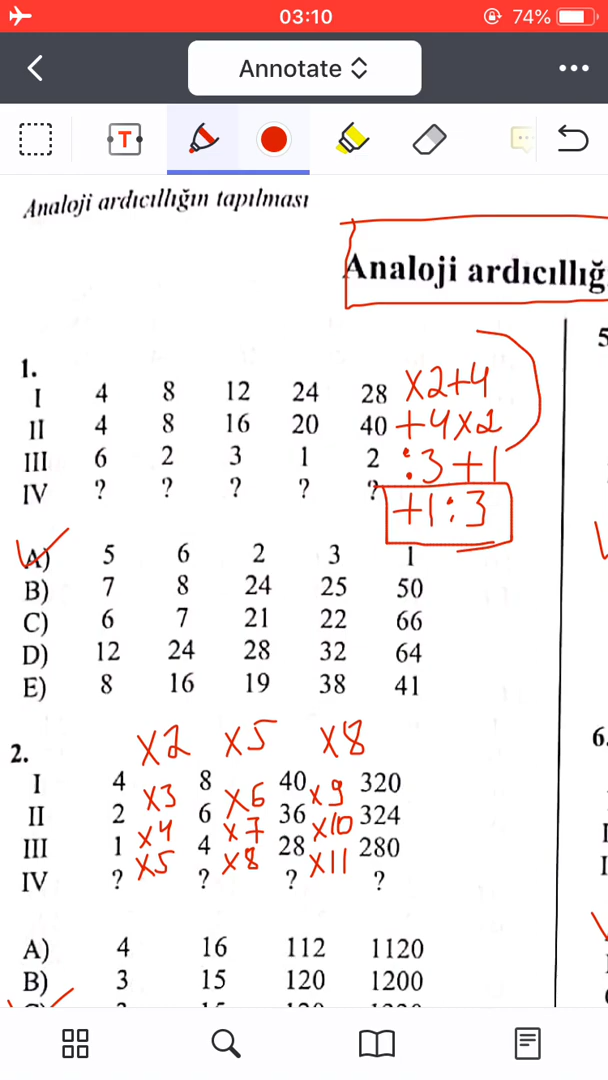 03:10
74%
Annotate
T
Analoji ardıcıllığın tapılması
Analoji ardıcıllığ
1.
I 4 8 12 24 28 x2+4
II 4 8 16 20 40 +4x2
III 6 2 3 1 2 :3+1
IV ? ? ? ? ? +1:3
A) 5 6 2 3 1
B) 7 8 24 25 50
C) 6 7 21 22 66
D) 12 24 28 32 64
E) 8 16 19 38 41
2.
x2 x5 x8
I 4 8 40 320
x3 x6 x9
II 2 6 36 324
x4 x7 x10
III 1 4 28 280
x5 x8 x11
IV ? ? ? ?
A) 4 16 112 1120
B) 3 15 120 1200
5
6.